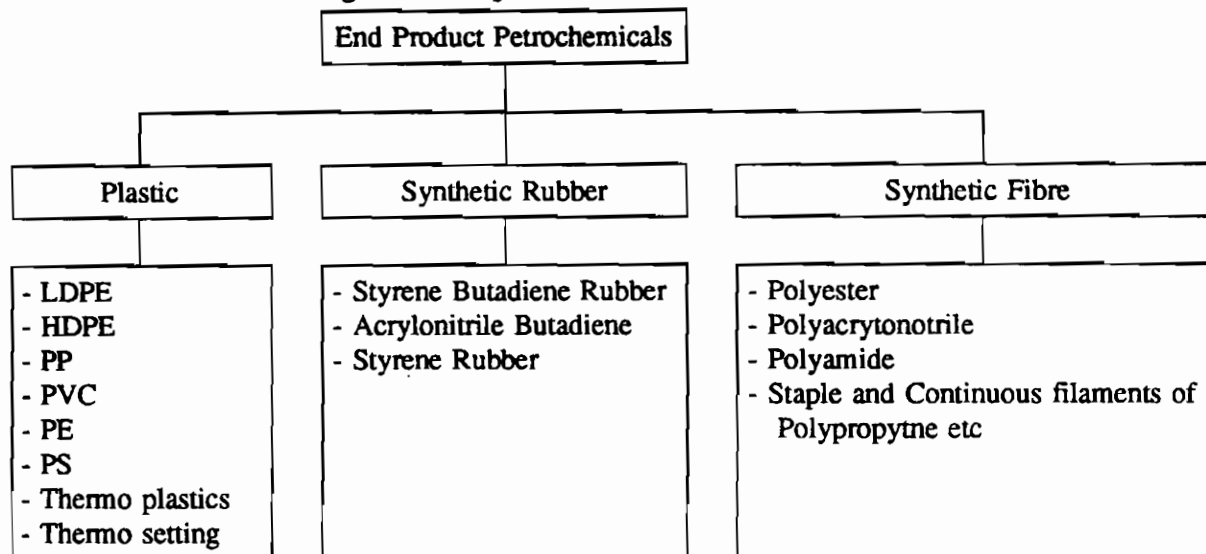 End Product Petrochemicals
Plastic
- LDPE
- HDPE
- PP
- PVC
- PE
- PS
- Thermo plastics
- Thermo setting
Synthetic Rubber
- Styrene Butadiene Rubber
- Acrylonitrile Butadiene
- Styrene Rubber
Synthetic Fibre
- Polyester
- Polyacrytonotrile
- Polyamide
- Staple and Continuous filaments of
Polypropytne etc